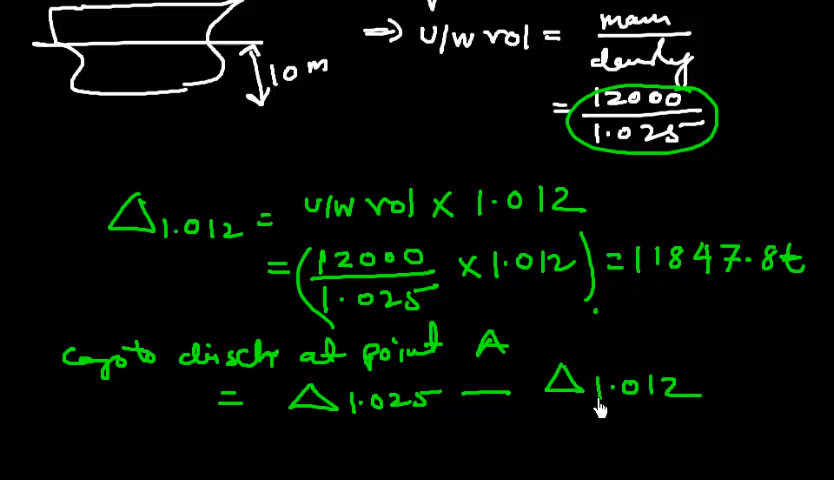 ⇒ u/w vol = mass / density
10 m
= 12000 / 1.025
Δ1.012 = u/w vol × 1.012
= (12000 / 1.025 × 1.012) = 11847.8t
cargo to disch at point A
= Δ1.025 — Δ1.012